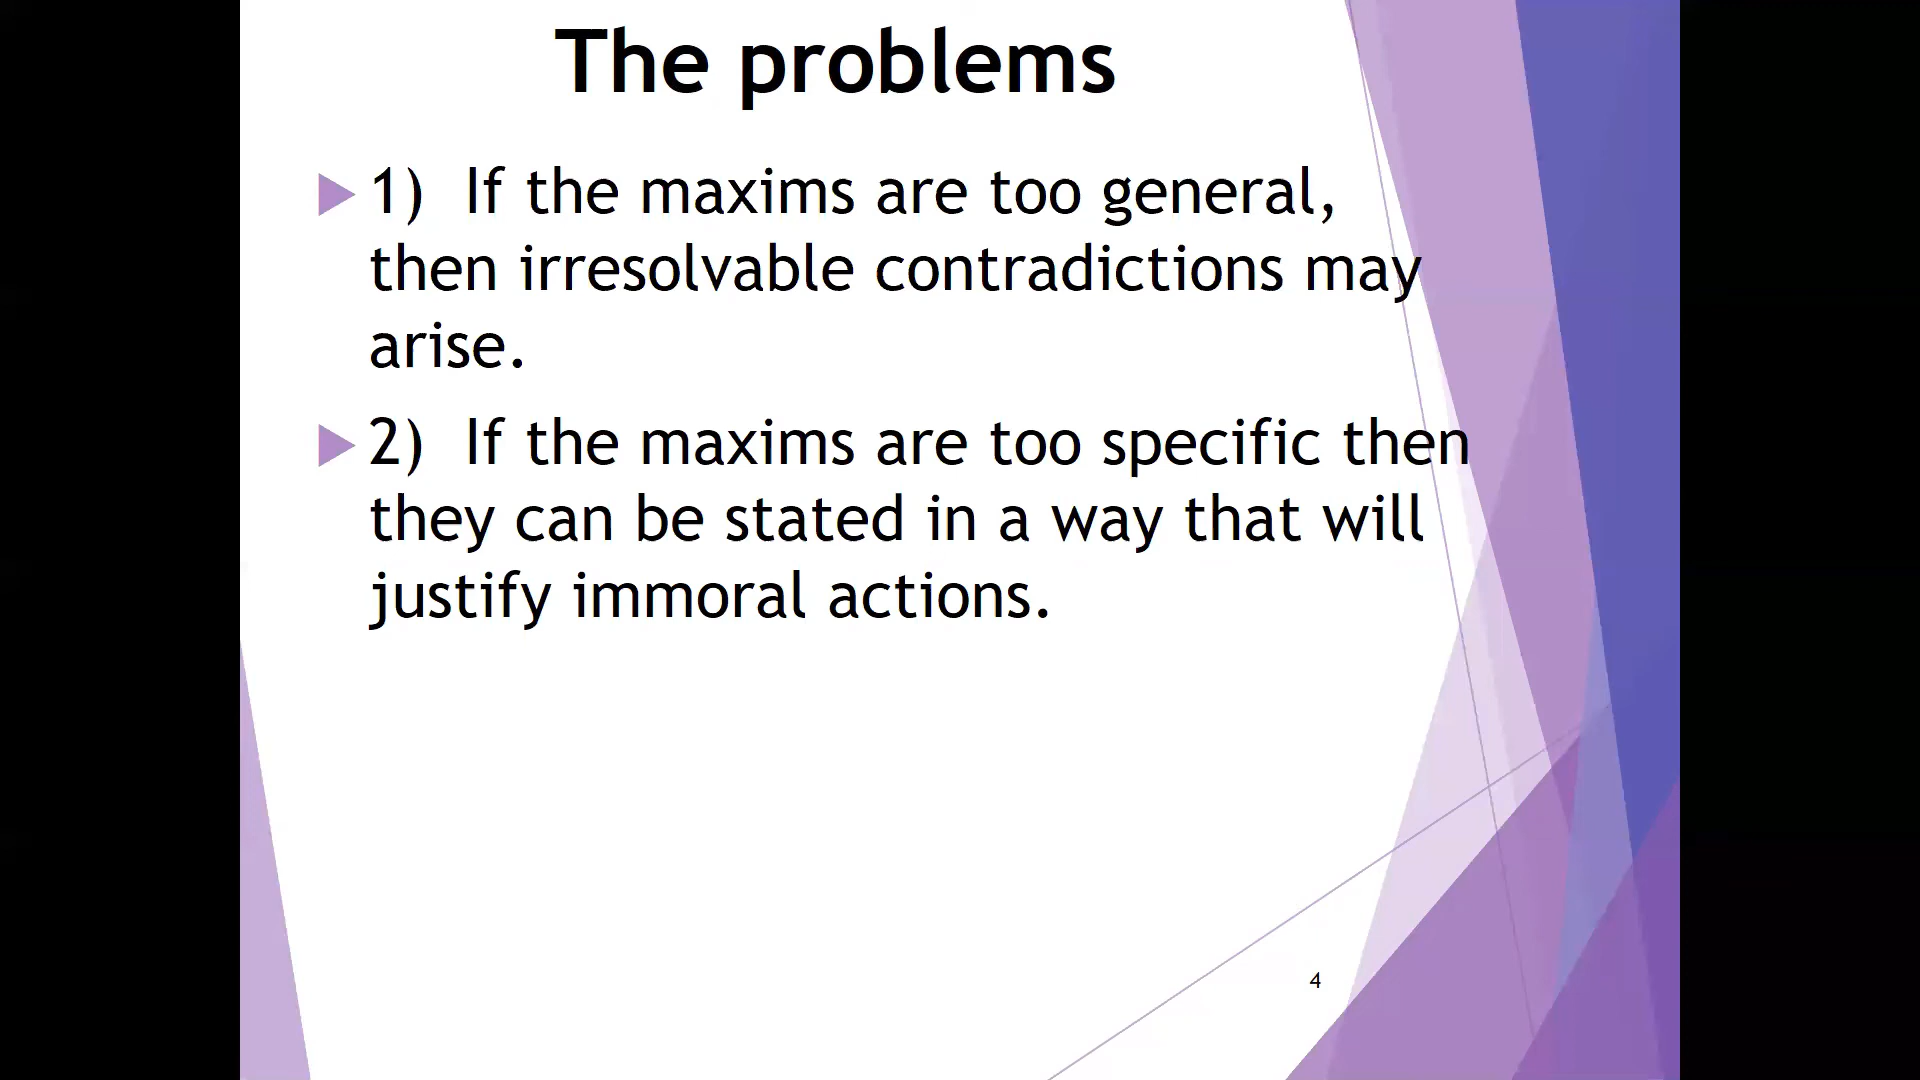 The problems
1) If the maxims are too general,
then irresolvable contradictions may
arise.
2) If the maxims are too specific then
they can be stated in a way that will
justify immoral actions.
4